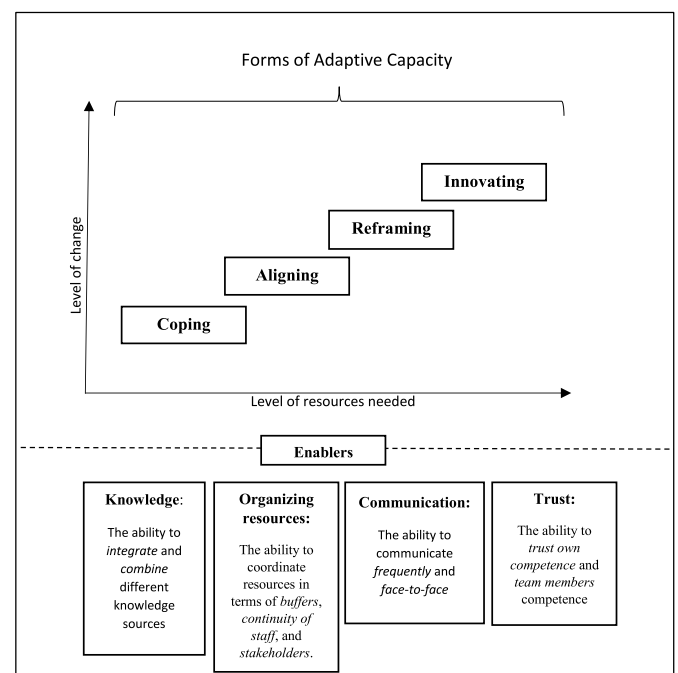 Forms of Adaptive Capacity
Level of change
Innovating
Reframing
Aligning
Coping
Level of resources needed
Enablers
Knowledge:
The ability to
integrate and
combine
different
knowledge
sources
Organizing
resources:
The ability to
coordinate
resources in
terms of buffers,
continuity of
staff, and
stakeholders.
Communication:
The ability to
communicate
frequently and
face-to-face
Trust:
The ability to
trust own
competence and
team members
competence